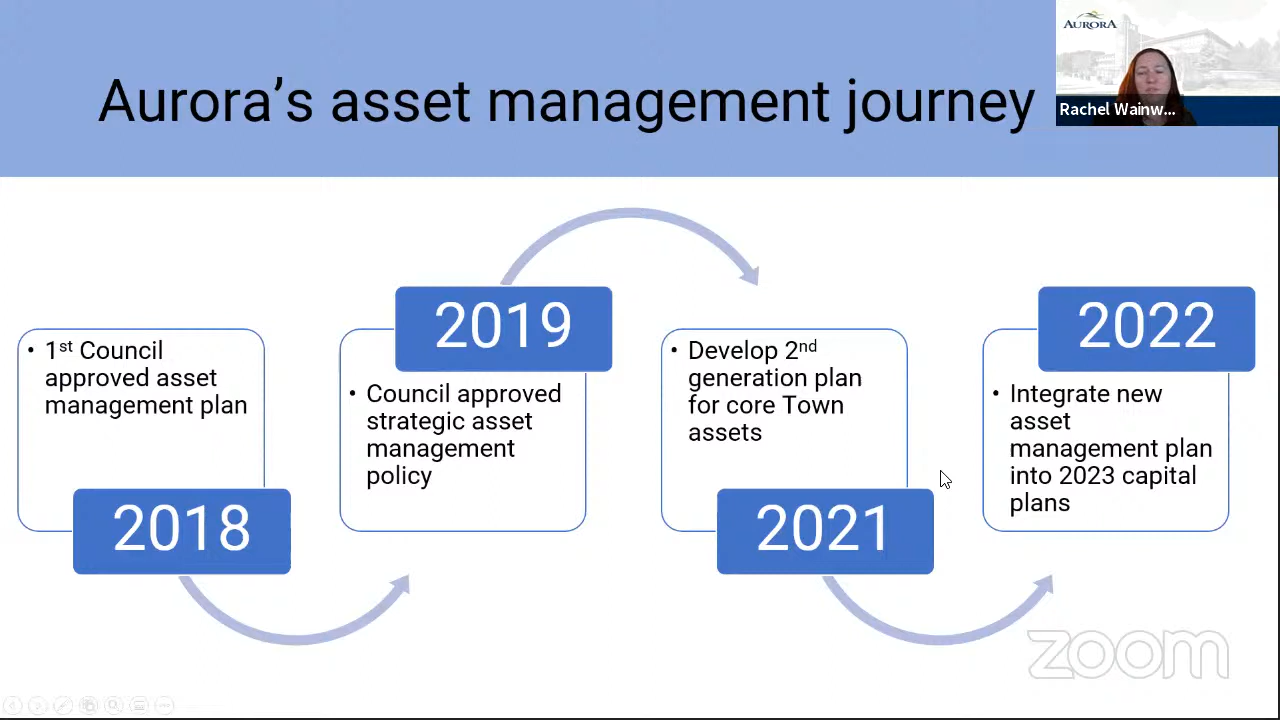 Aurora's asset management journey
AURORA
Rachel Wainw...
• 1st Council
approved asset
management plan
2018
2019
• Council approved
strategic asset
management
policy
• Develop 2nd
generation plan
for core Town
assets
2021
2022
• Integrate new
asset
management plan
into 2023 capital
plans
zoom